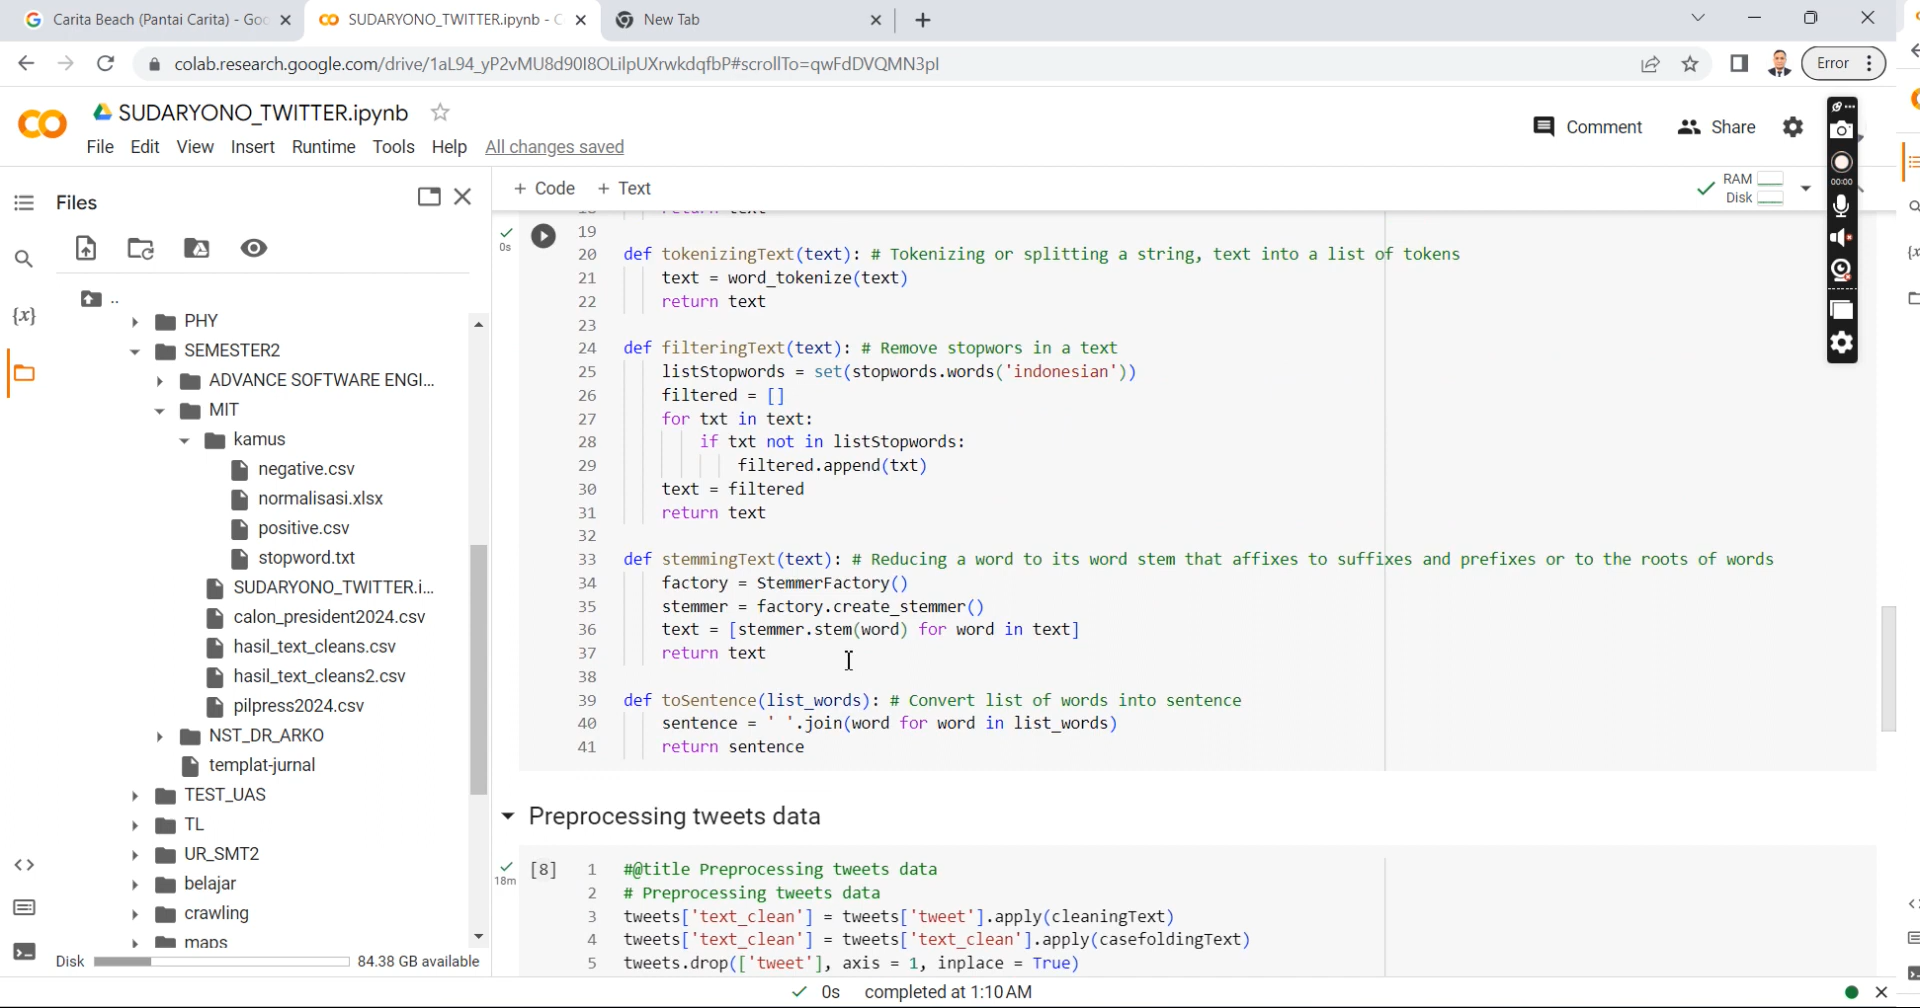 Carita Beach (Pantai Carita) - Goo
SUDARYONO_TWITTER.ipynb - C
New Tab
colab.research.google.com/drive/1aL94_yP2vMU8d90I8OLilpUXrwkdqfbP#scrollTo=qwFdDVQMN3pI
Error
SUDARYONO_TWITTER.ipynb
File Edit View Insert Runtime Tools Help All changes saved
Comment
Share
00:00
Files
+ Code + Text
RAM
Disk
..
PHY
SEMESTER2
ADVANCE SOFTWARE ENGI...
MIT
kamus
negative.csv
normalisasi.xlsx
positive.csv
stopword.txt
SUDARYONO_TWITTER.i...
calon_president2024.csv
hasil_text_cleans.csv
hasil_text_cleans2.csv
pilpress2024.csv
NST_DR_ARKO
templat-jurnal
TEST_UAS
TL
UR_SMT2
belajar
crawling
maps
Disk 84.38 GB available
0s
18 return text
19
20 def tokenizingText(text): # Tokenizing or splitting a string, text into a list of tokens
21 text = word_tokenize(text)
22 return text
23
24 def filteringText(text): # Remove stopwors in a text
25 listStopwords = set(stopwords.words('indonesian'))
26 filtered = []
27 for txt in text:
28 if txt not in listStopwords:
29 filtered.append(txt)
30 text = filtered
31 return text
32
33 def stemmingText(text): # Reducing a word to its word stem that affixes to suffixes and prefixes or to the roots of words
34 factory = StemmerFactory()
35 stemmer = factory.create_stemmer()
36 text = [stemmer.stem(word) for word in text]
37 return text
38
39 def toSentence(list_words): # Convert list of words into sentence
40 sentence = ' '.join(word for word in list_words)
41 return sentence
Preprocessing tweets data
18m
[8]
1 #@title Preprocessing tweets data
2 # Preprocessing tweets data
3 tweets['text_clean'] = tweets['tweet'].apply(cleaningText)
4 tweets['text_clean'] = tweets['text_clean'].apply(casefoldingText)
5 tweets.drop(['tweet'], axis = 1, inplace = True)
0s completed at 1:10 AM